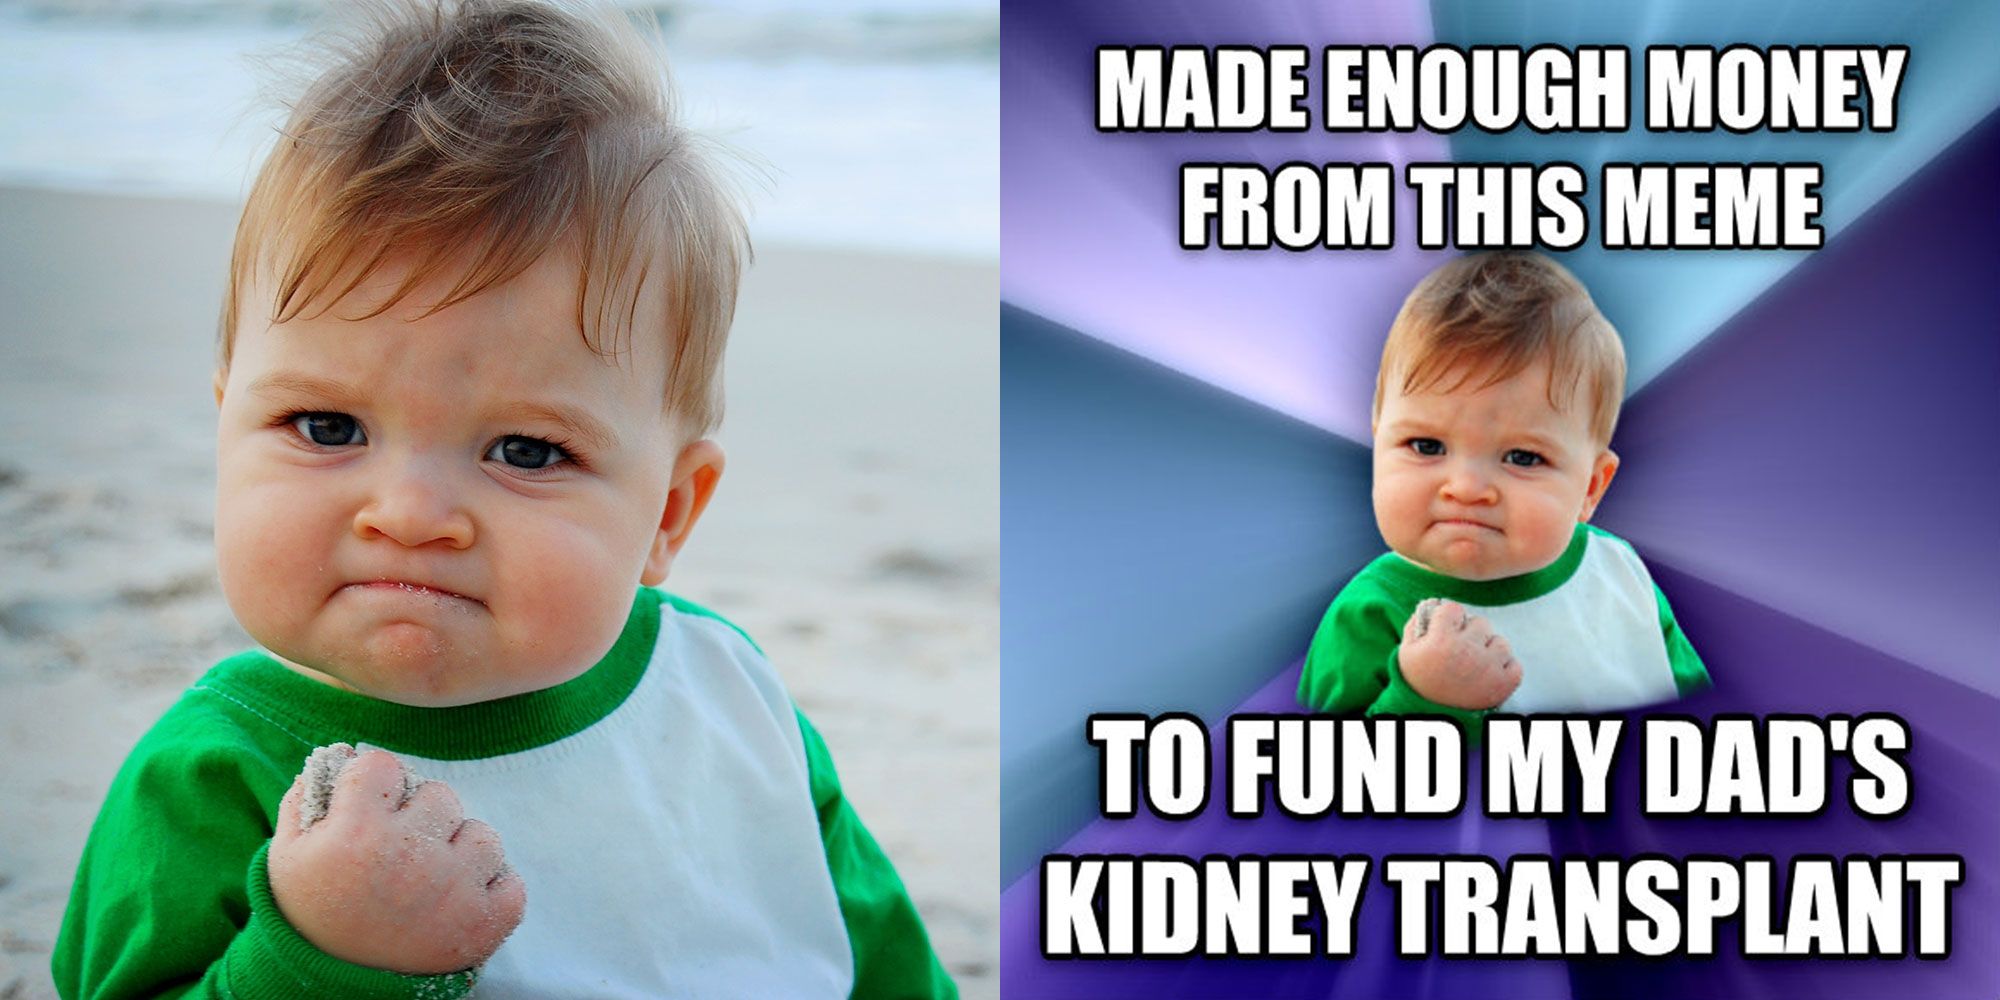 MADE ENOUGH MONEY
FROM THIS MEME
TO FUND MY DAD'S
KIDNEY TRANSPLANT